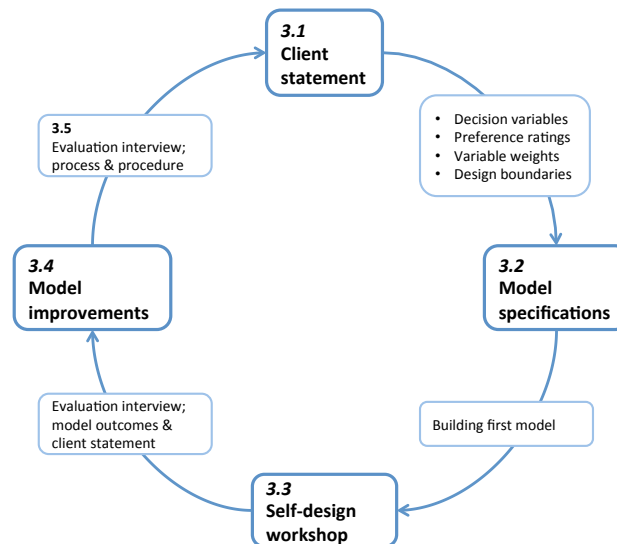 3.1
Client
statement
• Decision variables
• Preference ratings
• Variable weights
• Design boundaries
3.2
Model
specifications
Building first model
3.3
Self-design
workshop
Evaluation interview;
model outcomes &
client statement
3.4
Model
improvements
3.5
Evaluation interview;
process & procedure